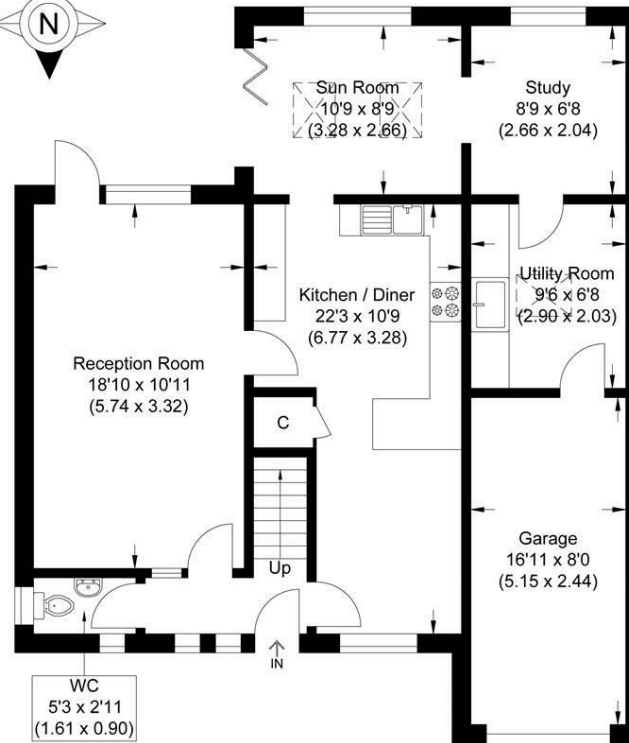 N
Sun Room
10'9 x 8'9
(3.28 x 2.66)
Study
8'9 x 6'8
(2.66 x 2.04)
Kitchen / Diner
22'3 x 10'9
(6.77 x 3.28)
Utility Room
9'6 x 6'8
(2.90 x 2.03)
Reception Room
18'10 x 10'11
(5.74 x 3.32)
C
Garage
16'11 x 8'0
(5.15 x 2.44)
Up
IN
WC
5'3 x 2'11
(1.61 x 0.90)